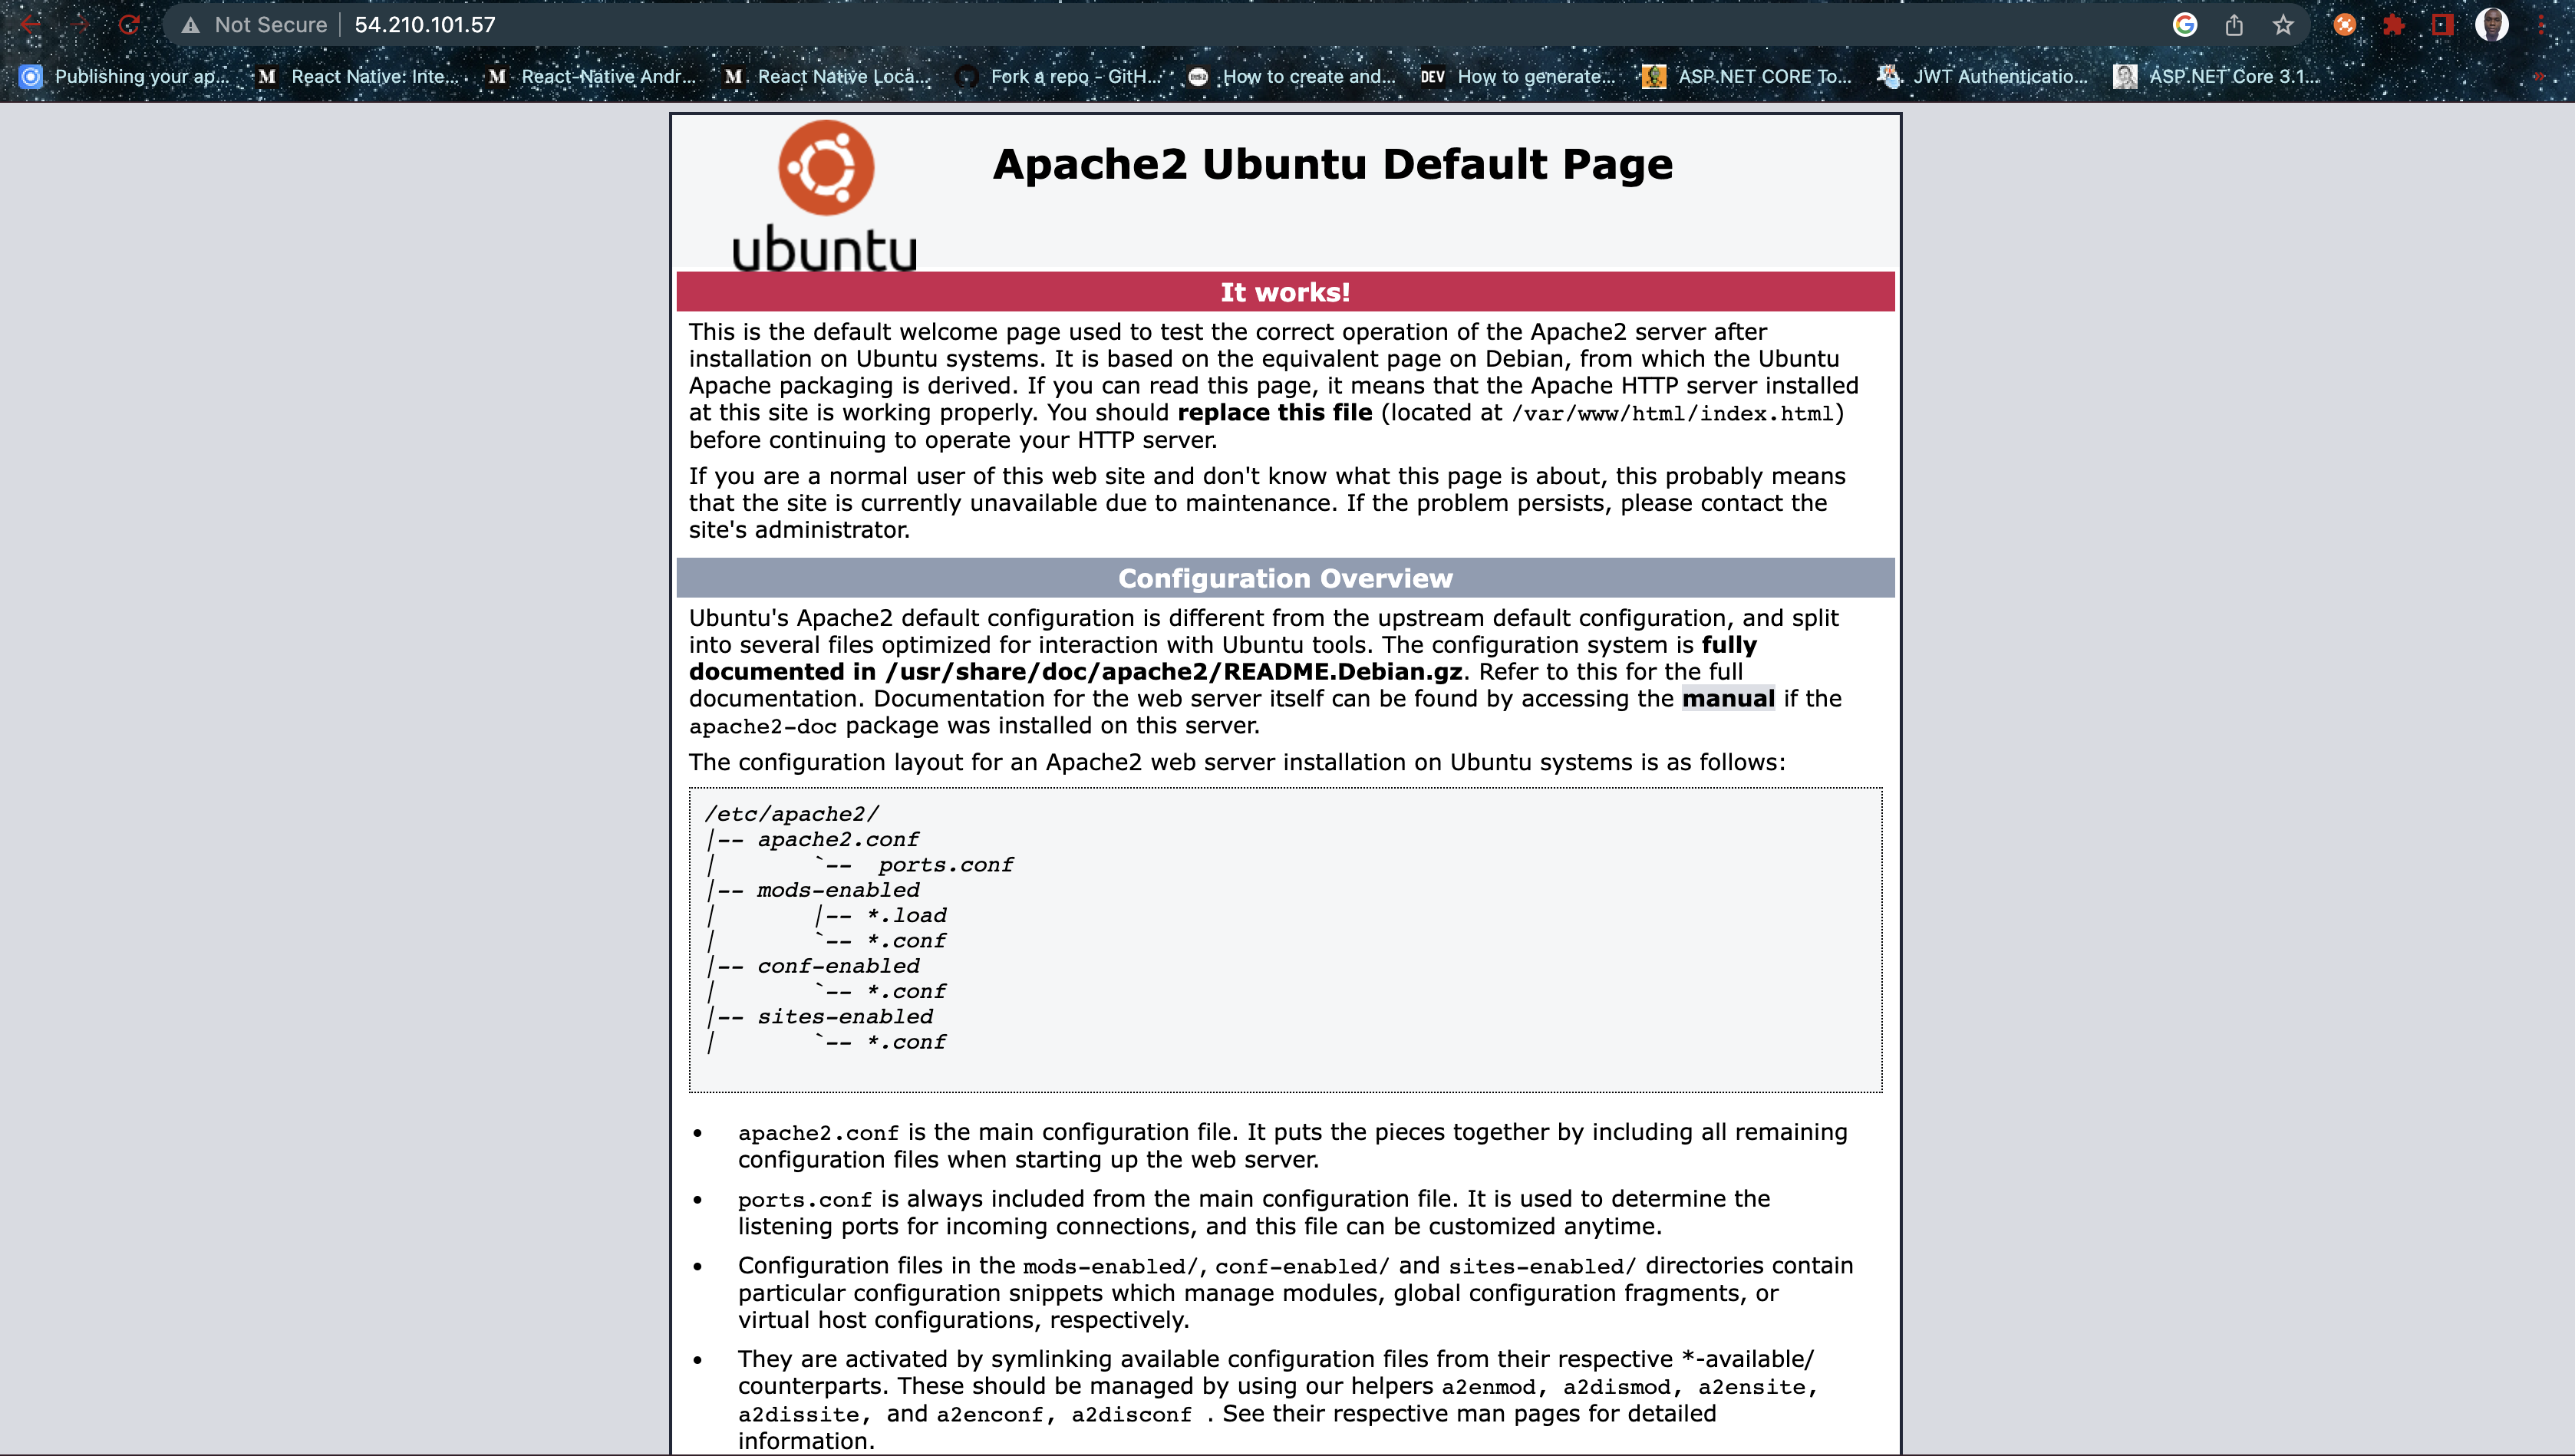 Not Secure 54.210.101.57
Publishing your ap... React Native: Inte... React-Native Andr... React Native Loca... Fork a repo - GitH... How to create and... DEV How to generate... ASP.NET CORE To... JWT Authenticatio... ASP.NET Core 3.1...
Apache2 Ubuntu Default Page
ubuntu
It works!
This is the default welcome page used to test the correct operation of the Apache2 server after
installation on Ubuntu systems. It is based on the equivalent page on Debian, from which the Ubuntu
Apache packaging is derived. If you can read this page, it means that the Apache HTTP server installed
at this site is working properly. You should replace this file (located at /var/www/html/index.html)
before continuing to operate your HTTP server.
If you are a normal user of this web site and don't know what this page is about, this probably means
that the site is currently unavailable due to maintenance. If the problem persists, please contact the
site's administrator.
Configuration Overview
Ubuntu's Apache2 default configuration is different from the upstream default configuration, and split
into several files optimized for interaction with Ubuntu tools. The configuration system is fully
documented in /usr/share/doc/apache2/README.Debian.gz. Refer to this for the full
documentation. Documentation for the web server itself can be found by accessing the manual if the
apache2-doc package was installed on this server.
The configuration layout for an Apache2 web server installation on Ubuntu systems is as follows:
/etc/apache2/
|-- apache2.conf
|       `--  ports.conf
|-- mods-enabled
|       |-- *.load
|       `-- *.conf
|-- conf-enabled
|       `-- *.conf
|-- sites-enabled
|       `-- *.conf
• apache2.conf is the main configuration file. It puts the pieces together by including all remaining
configuration files when starting up the web server.
• ports.conf is always included from the main configuration file. It is used to determine the
listening ports for incoming connections, and this file can be customized anytime.
• Configuration files in the mods-enabled/, conf-enabled/ and sites-enabled/ directories contain
particular configuration snippets which manage modules, global configuration fragments, or
virtual host configurations, respectively.
• They are activated by symlinking available configuration files from their respective *-available/
counterparts. These should be managed by using our helpers a2enmod, a2dismod, a2ensite,
a2dissite, and a2enconf, a2disconf . See their respective man pages for detailed
information.